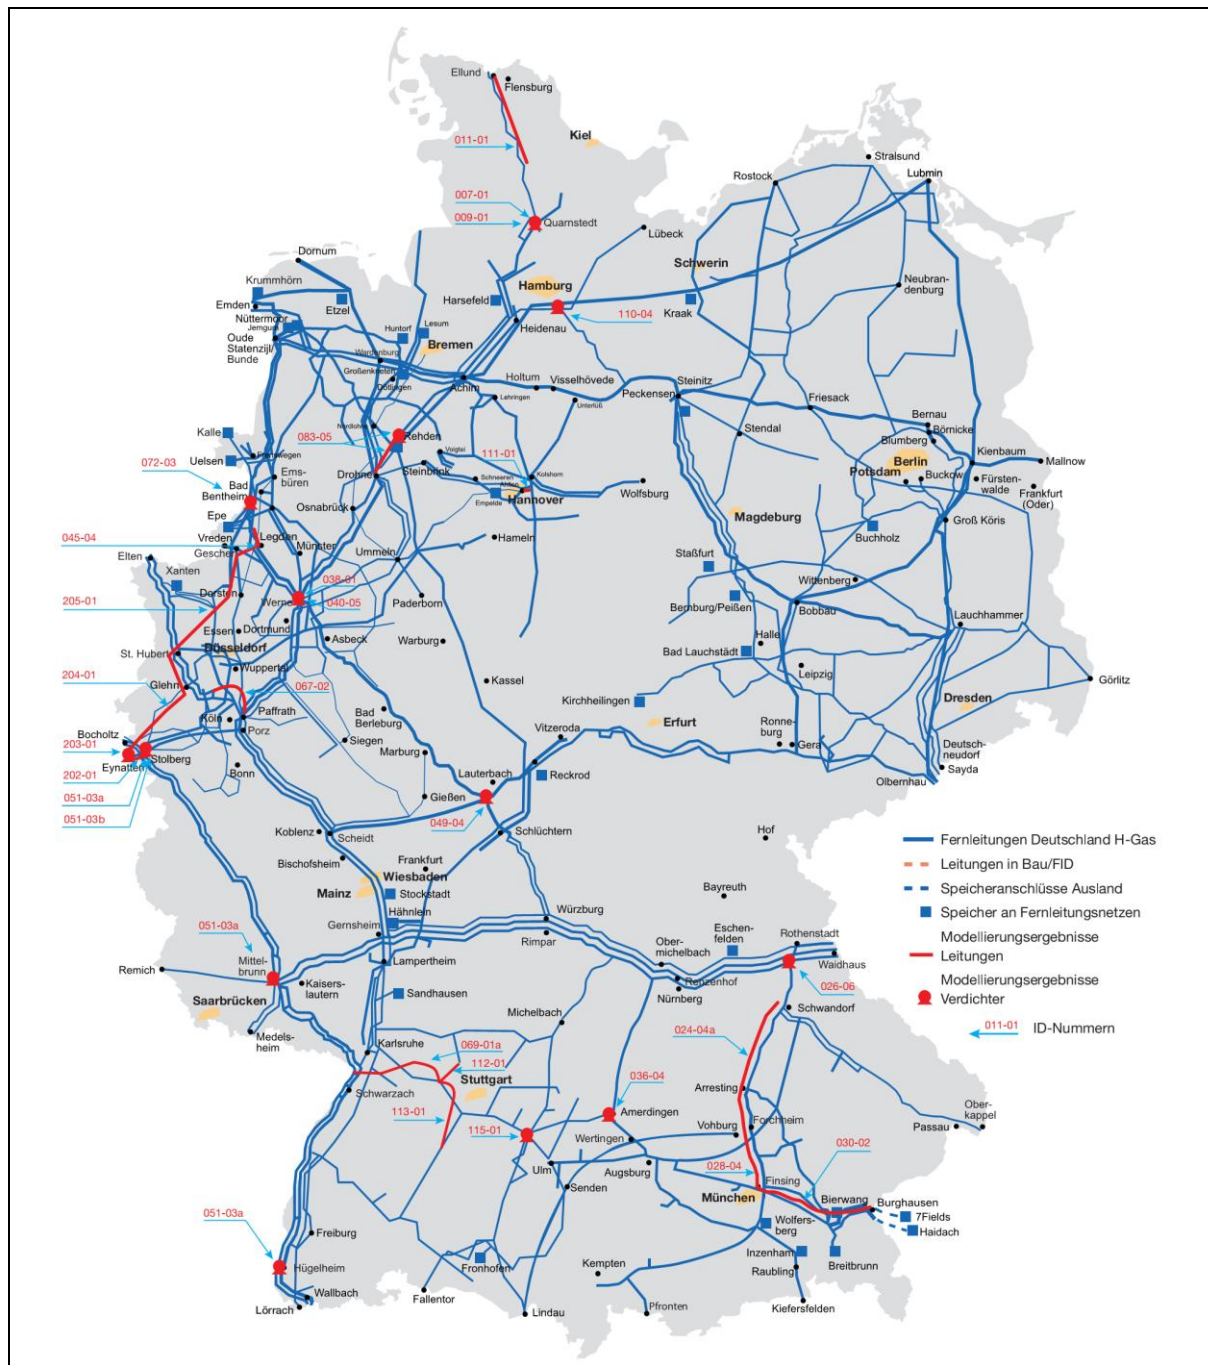 Ellund
Flensburg
Kiel
011-01
Stralsund
Rostock
Lubmin
007-01
009-01
Quarnstedt
Lübeck
Dornum
Schwerin
Krummhörn
Hamburg
Neubran-
denburg
Emden
Etzel
Harsefeld
110-04
Kraak
Nüttermoor
Jemgum
Huntorf
Lesum
Heidenau
Oude
Statenzijl/
Bunde
Bremen
Wardenburg
Großenkneten
Dötlingen
Achim
Holtum
Visselhövede
Steinitz
Peckensen
Lehringen
Unterlüß
Friesack
Bernau
Börnicke
Blumberg
Kalle
083-05
Nordlohne
Rehden
Stendal
Kienbaum
Mallnow
Uelsen
Frenswegen
Voigtei
111-01
Berlin
Potsdam
Buckow
Fürsten-
walde
Frankfurt
(Oder)
072-03
Ems-
büren
Drohne
Steinbrink
Schneeren
Ahlten
Kolshorn
Wolfsburg
Bad
Bentheim
Osnabrück
Empelde
Hannover
Magdeburg
Groß Köris
Epe
Buchholz
045-04
Vreden
Legden
Hameln
Gescher
Münster
Elten
Ummeln
Staßfurt
Xanten
038-01
Wittenberg
205-01
Dorsten
Werne
040-05
Paderborn
Bernburg/Peißen
Bobbau
Lauchhammer
Essen
Dortmund
Asbeck
Warburg
Halle
St. Hubert
Düsseldorf
Bad Lauchstädt
Wuppertal
Leipzig
204-01
Glehn
067-02
Kassel
Kirchheilingen
Görlitz
Dresden
Köln
Paffrath
Bad
Berleburg
Vitzeroda
Erfurt
Ronne-
burg
Gera
Bocholtz
Porz
Siegen
Deutsch-
neudorf
203-01
Eynatten
Stolberg
Marburg
Sayda
202-01
Bonn
Lauterbach
Reckrod
Olbernhau
051-03a
Gießen
051-03b
049-04
Koblenz
Scheidt
Schlüchtern
Hof
Bischofsheim
Frankfurt
Wiesbaden
Mainz
Stockstadt
Bayreuth
Hähnlein
Würzburg
051-03a
Gernsheim
Rimpar
Eschen-
felden
Rothenstadt
Mittel-
brunn
Ober-
michelbach
Waidhaus
Remich
Lampertheim
Renzenhof
026-06
Kaisers-
lautern
Nürnberg
Saarbrücken
Sandhausen
Schwandorf
Medels-
heim
Michelbach
024-04a
Karlsruhe
069-01a
112-01
Stuttgart
036-04
Arresting
Schwarzach
Ober-
kappel
113-01
115-01
Amerdingen
Forchheim
Passau
Wertingen
Vohburg
030-02
Ulm
Augsburg
028-04
Finsing
Senden
München
Bierwang
Burghausen
051-03a
7Fields
Freiburg
Wolfers-
berg
Haidach
Hügelheim
Fronhofen
Kempten
Inzenham
Breitbrunn
Raubling
Wallbach
Fallentor
Lörrach
Lindau
Pfronten
Kiefersfelden
Fernleitungen Deutschland H-Gas
Leitungen in Bau/FID
Speicheranschlüsse Ausland
Speicher an Fernleitungsnetzen
Modellierungsergebnisse
Leitungen
Modellierungsergebnisse
Verdichter
011-01
ID-Nummern